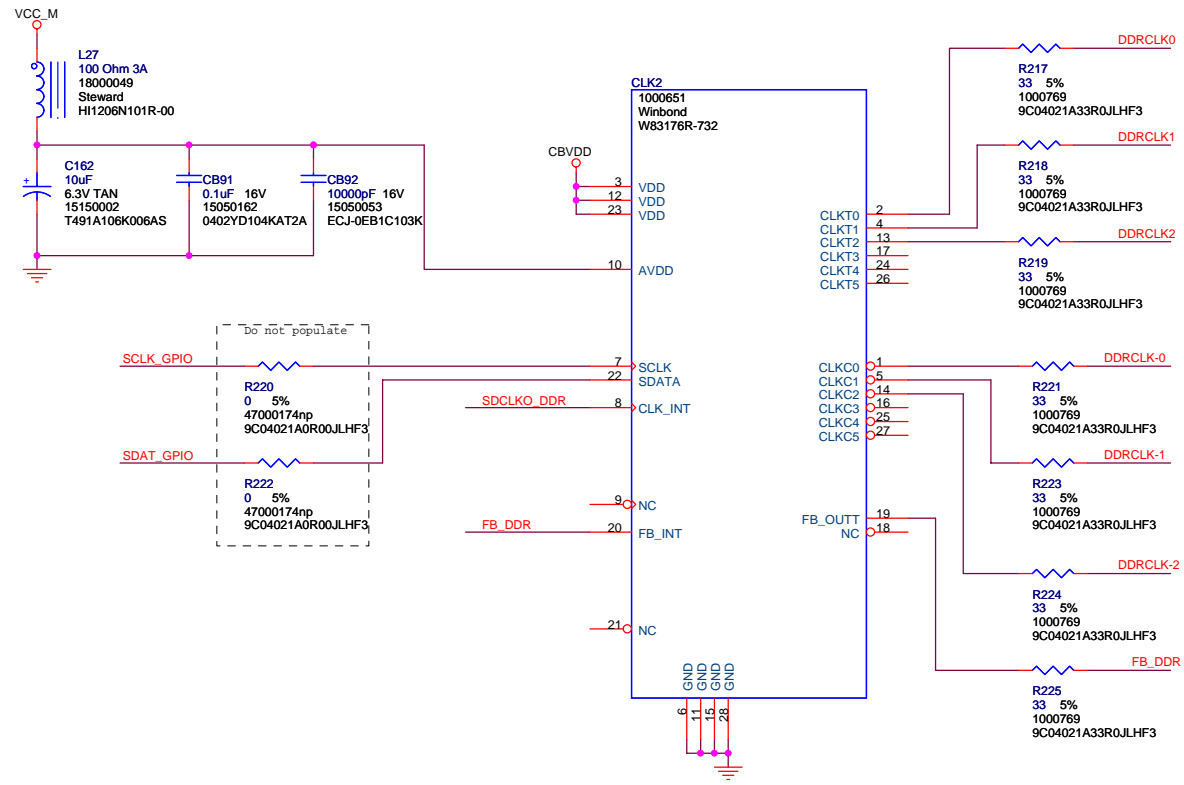 VCC_M
L27
100 Ohm 3A
18000049
Steward
HI1206N101R-00
C162
10uF
6.3V TAN
15150002
T491A106K006AS
+
CB91
0.1uF 16V
15050162
0402YD104KAT2A
CB92
10000pF 16V
15050053
ECJ-0EB1C103K
Do not populate
SCLK_GPIO
R220
0 5%
47000174np
9C04021A0R00JLHF3
SDAT_GPIO
R222
0 5%
47000174np
9C04021A0R00JLHF3
CBVDD
SDCLKO_DDR
FB_DDR
CLK2
1000651
Winbond
W83176R-732
3 VDD
12 VDD
23 VDD
10 AVDD
7 SCLK
22 SDATA
8 CLK_INT
9 NC
20 FB_INT
21 NC
CLKT0 2
CLKT1 4
CLKT2 13
CLKT3 17
CLKT4 24
CLKT5 26
CLKC0 1
CLKC1 5
CLKC2 14
CLKC3 16
CLKC4 25
CLKC5 27
FB_OUTT 19
NC 18
GND 6
GND 11
GND 15
GND 28
DDRCLK0
R217
33 5%
1000769
9C04021A33R0JLHF3
DDRCLK1
R218
33 5%
1000769
9C04021A33R0JLHF3
DDRCLK2
R219
33 5%
1000769
9C04021A33R0JLHF3
DDRCLK-0
R221
33 5%
1000769
9C04021A33R0JLHF3
DDRCLK-1
R223
33 5%
1000769
9C04021A33R0JLHF3
DDRCLK-2
R224
33 5%
1000769
9C04021A33R0JLHF3
FB_DDR
R225
33 5%
1000769
9C04021A33R0JLHF3